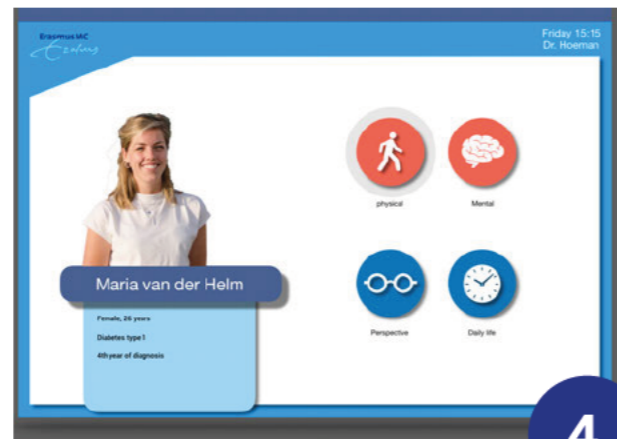 Erasmus MC
Erasmus
Friday 15:15
Dr. Hoeman
physical
Mental
Maria van der Helm
Female, 26 years
Diabetes type 1
4th year of diagnosis
Perspective
Daily life
4